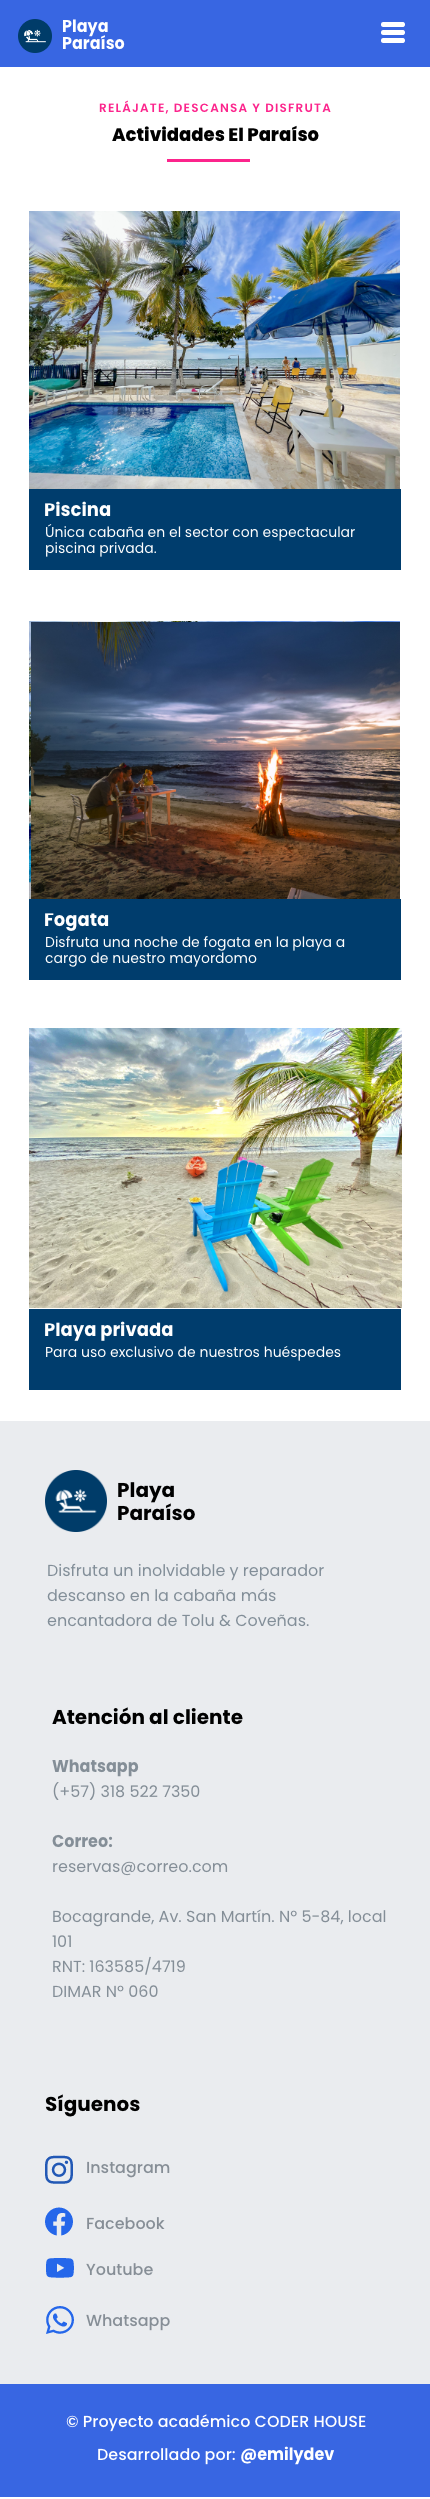 Playa
Paraíso
RELÁJATE, DESCANSA Y DISFRUTA
Actividades El Paraíso
Piscina
Única cabaña en el sector con espectacular
piscina privada.
Fogata
Disfruta una noche de fogata en la playa a
cargo de nuestro mayordomo
Playa privada
Para uso exclusivo de nuestros huéspedes
Playa
Paraíso
Disfruta un inolvidable y reparador
descanso en la cabaña más
encantadora de Tolu & Coveñas.
Atención al cliente
Whatsapp
(+57) 318 522 7350
Correo:
reservas@correo.com
Bocagrande, Av. San Martín. N° 5-84, local
101
RNT: 163585/4719
DIMAR N° 060
Síguenos
Instagram
Facebook
Youtube
Whatsapp
© Proyecto académico CODER HOUSE
Desarrollado por: @emilydev